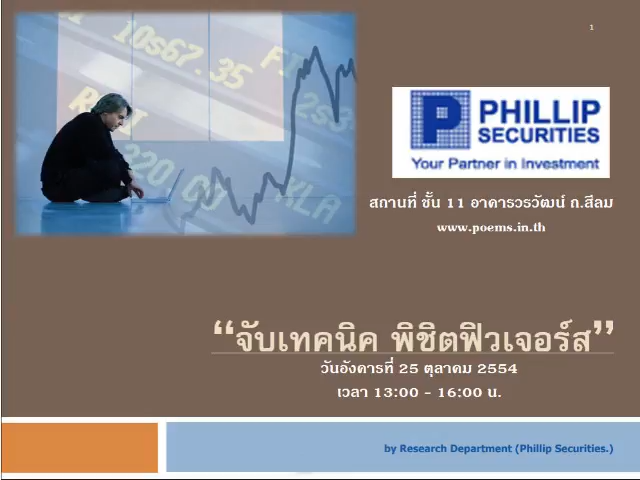 1
10s67.35
PHILLIP
SECURITIES
Your Partner in Investment
สถานที่ ชั้น 11 อาคารวรวัฒน์ ถ.สีลม
www.poems.in.th
“จับเทคนิค พิชิตฟิวเจอร์ส”
วันอังคารที่ 25 ตุลาคม 2554
เวลา 13:00 - 16:00 น.
by Research Department (Phillip Securities.)